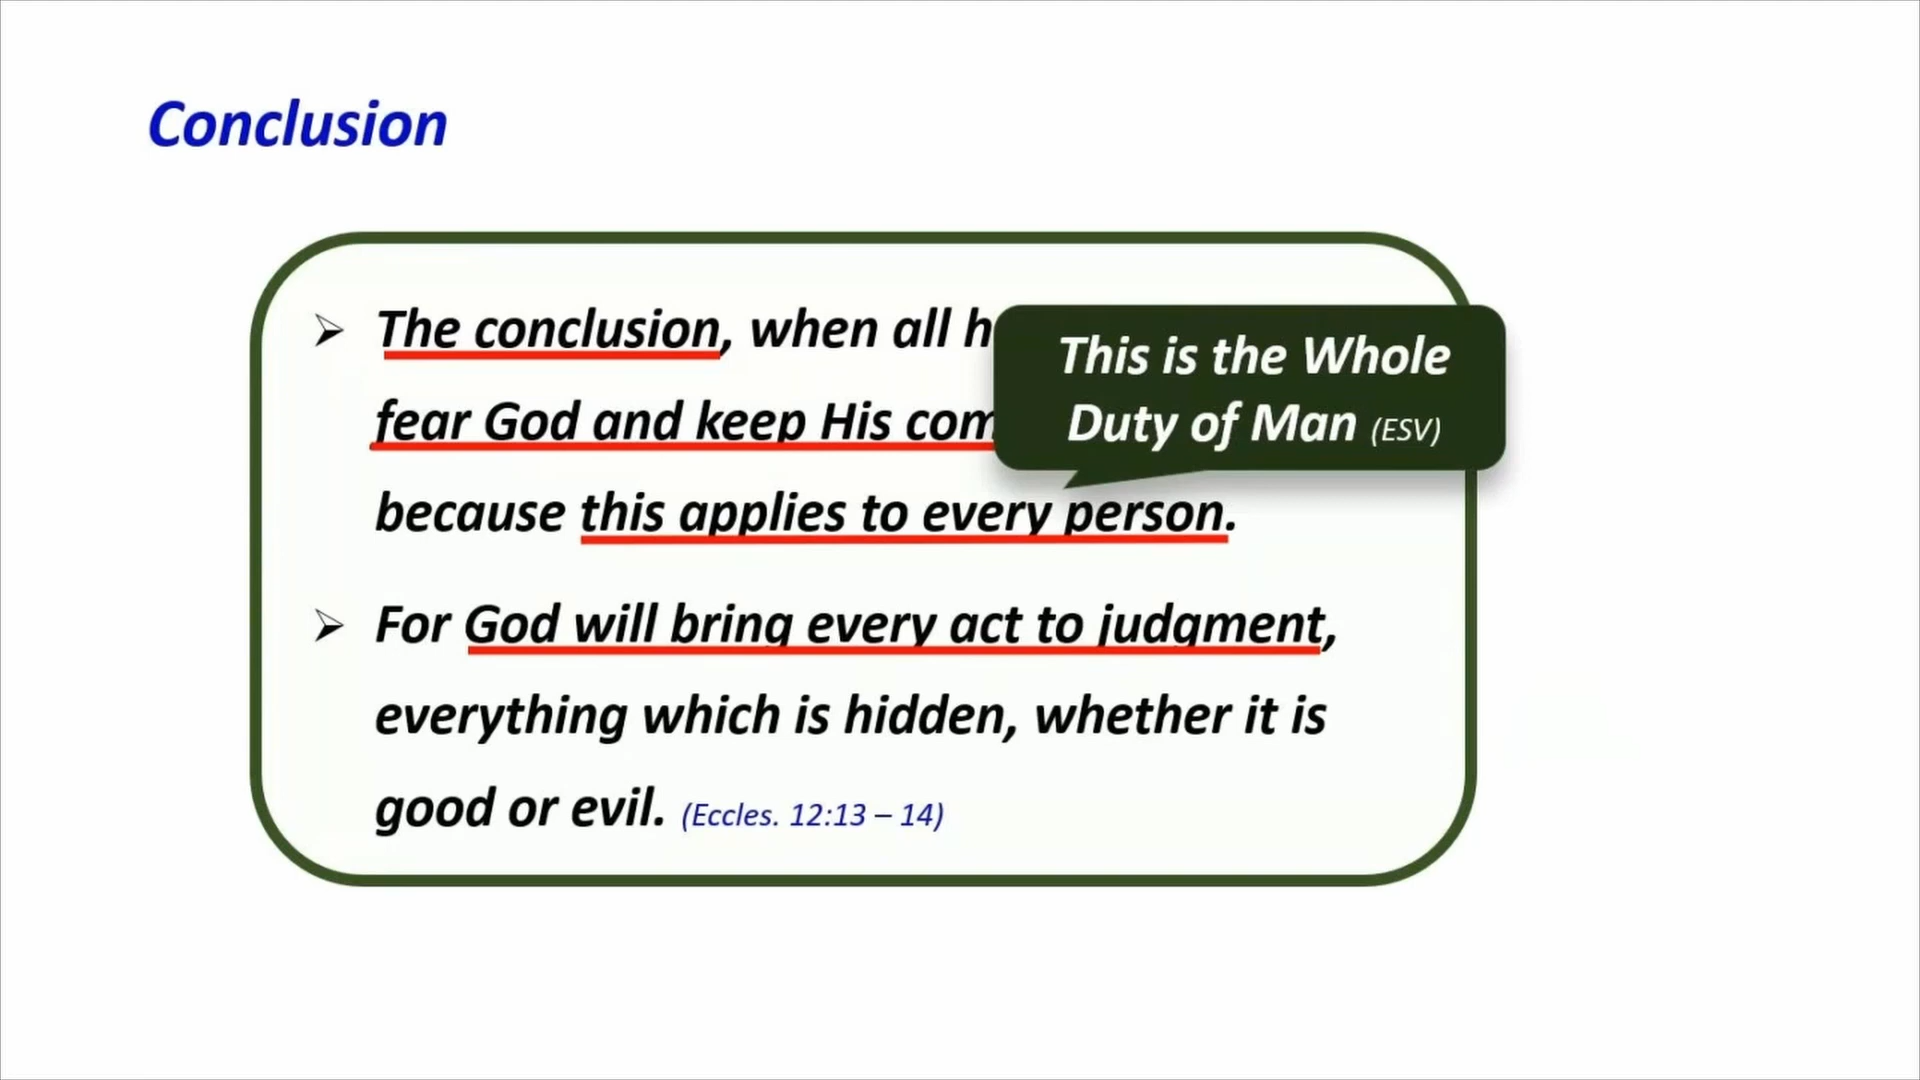 Conclusion
The conclusion, when all h
fear God and keep His com
because this applies to every person.
This is the Whole
Duty of Man (ESV)
For God will bring every act to judgment,
everything which is hidden, whether it is
good or evil. (Eccles. 12:13 – 14)